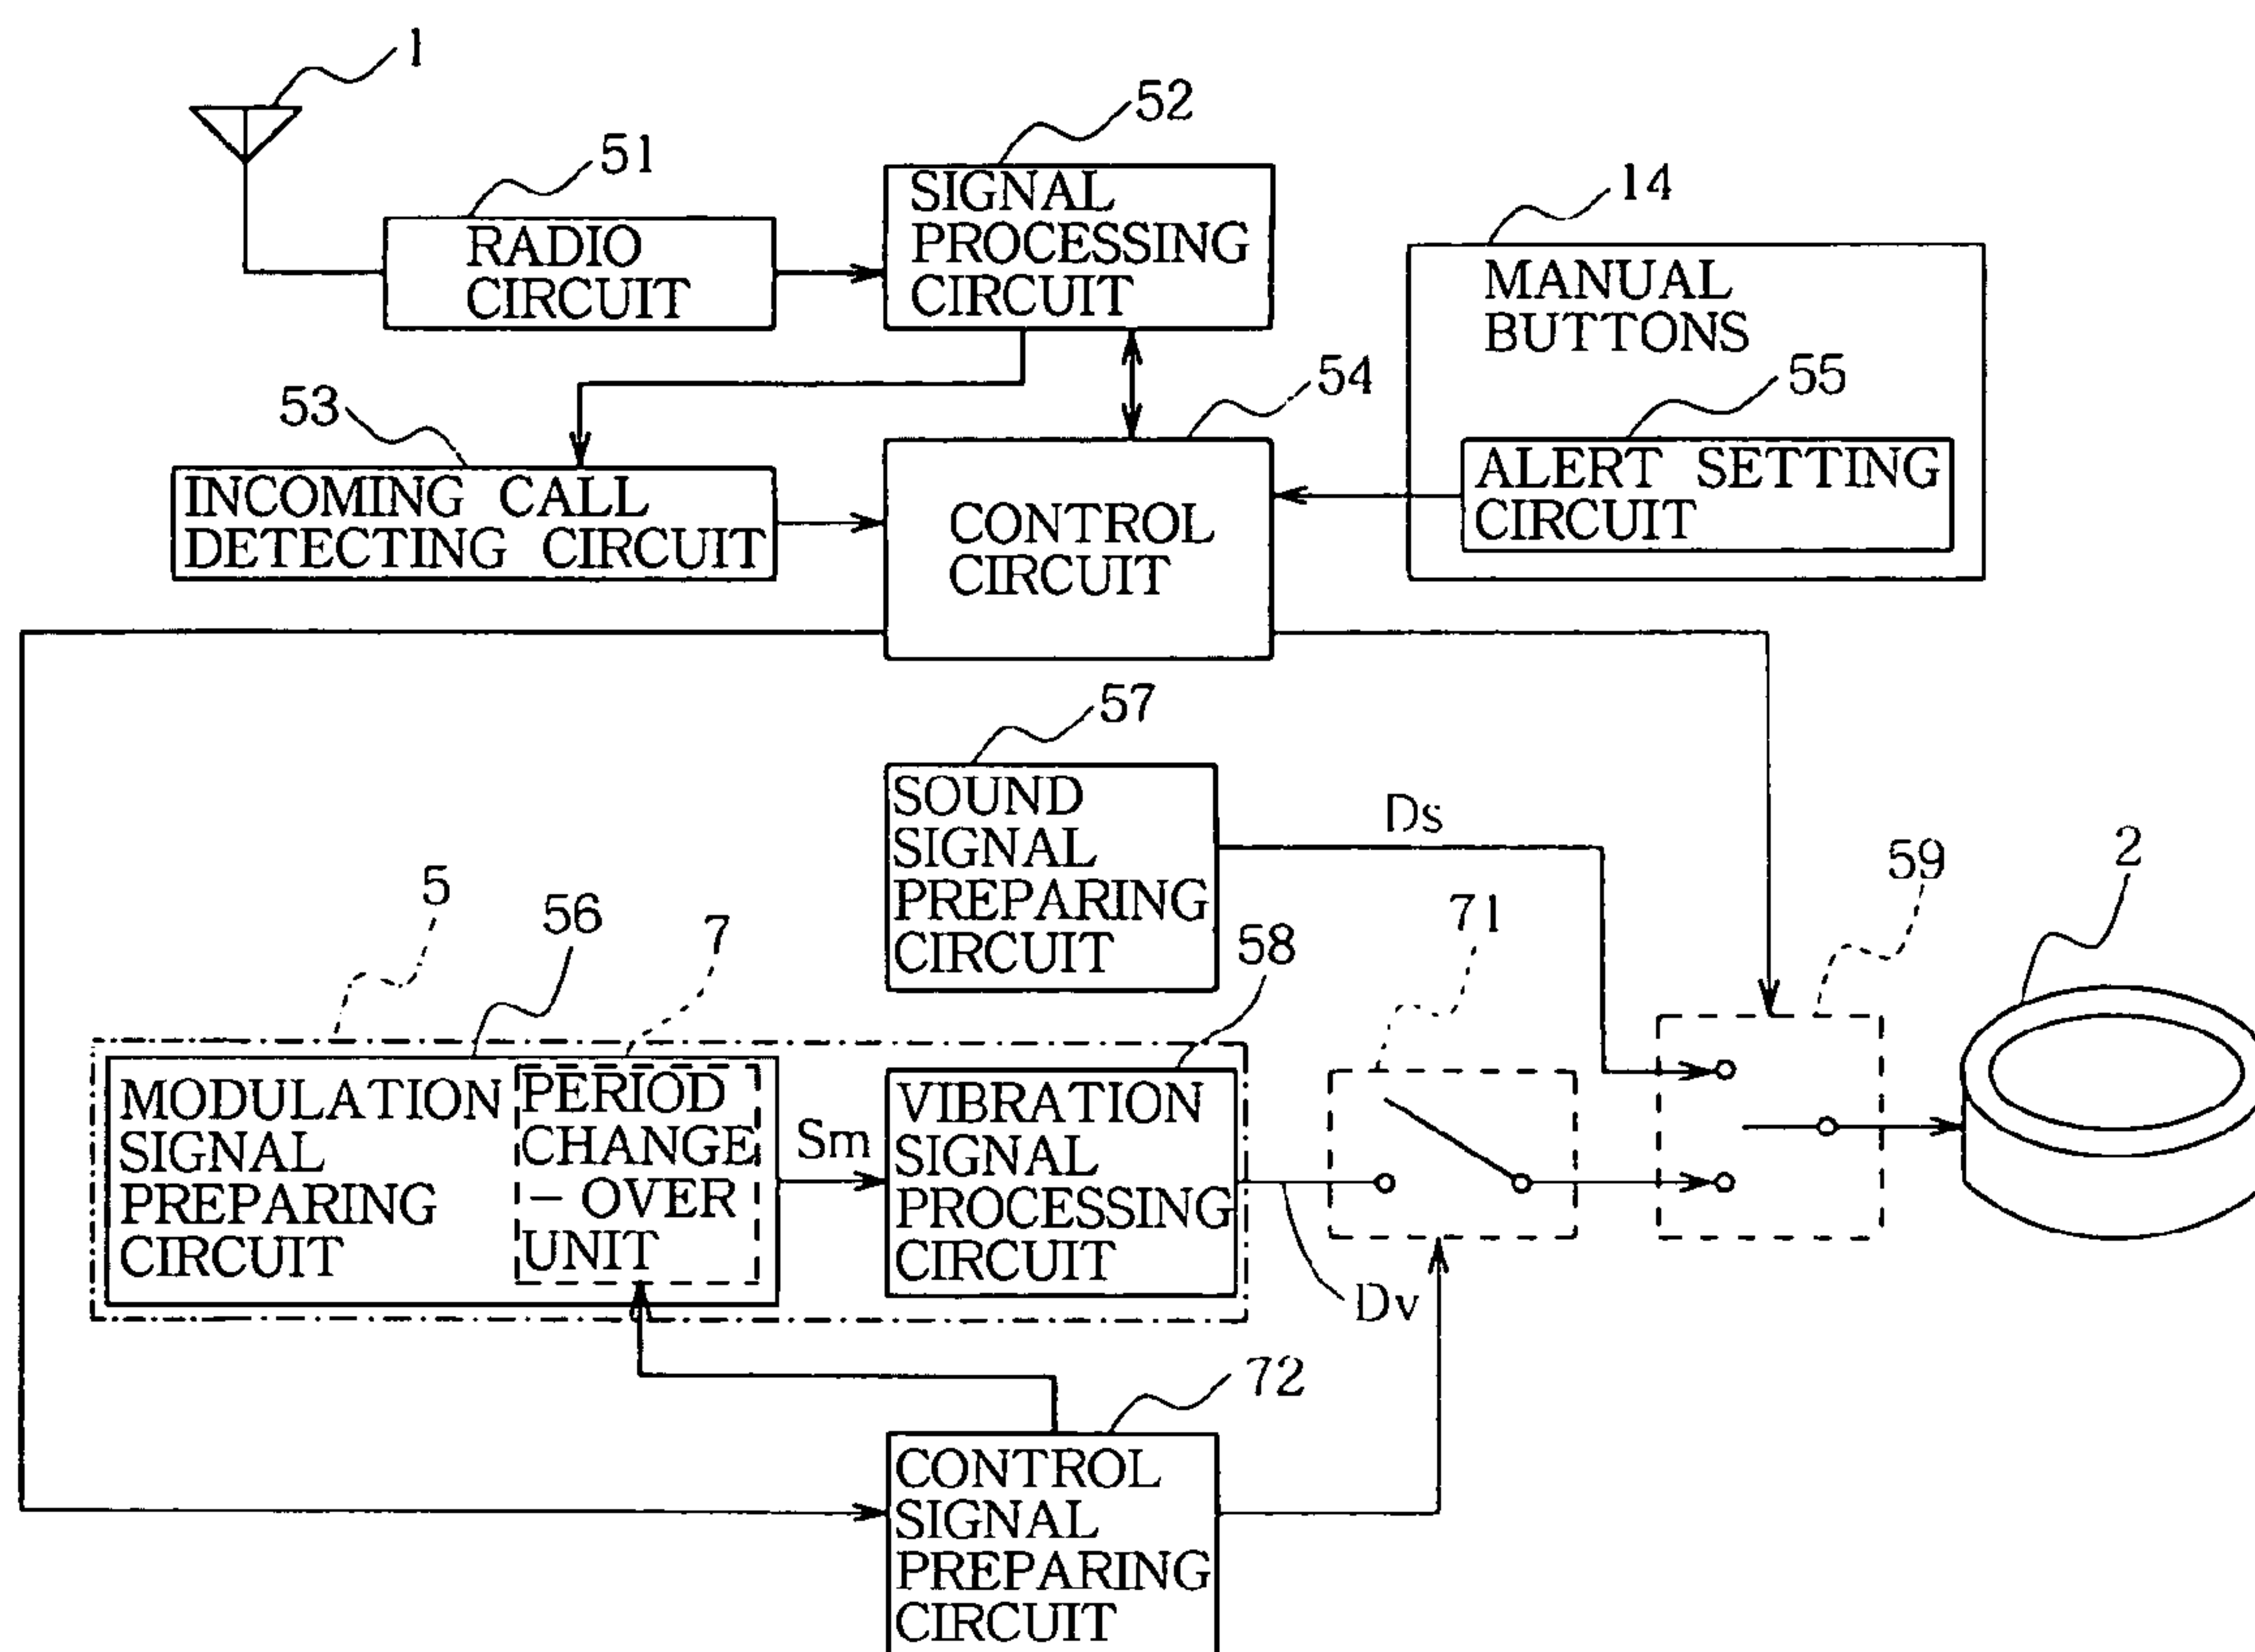 1
52
51
SIGNAL
PROCESSING
CIRCUIT
14
RADIO
CIRCUIT
MANUAL
BUTTONS
54
55
53
ALERT SETTING
CIRCUIT
INCOMING CALL
DETECTING CIRCUIT
CONTROL
CIRCUIT
57
SOUND
SIGNAL
PREPARING
CIRCUIT
Ds
59
2
5
56
7
58
71
MODULATION
SIGNAL
PREPARING
CIRCUIT
PERIOD
CHANGE
- OVER
UNIT
Sm
VIBRATION
SIGNAL
PROCESSING
CIRCUIT
Dv
72
CONTROL
SIGNAL
PREPARING
CIRCUIT